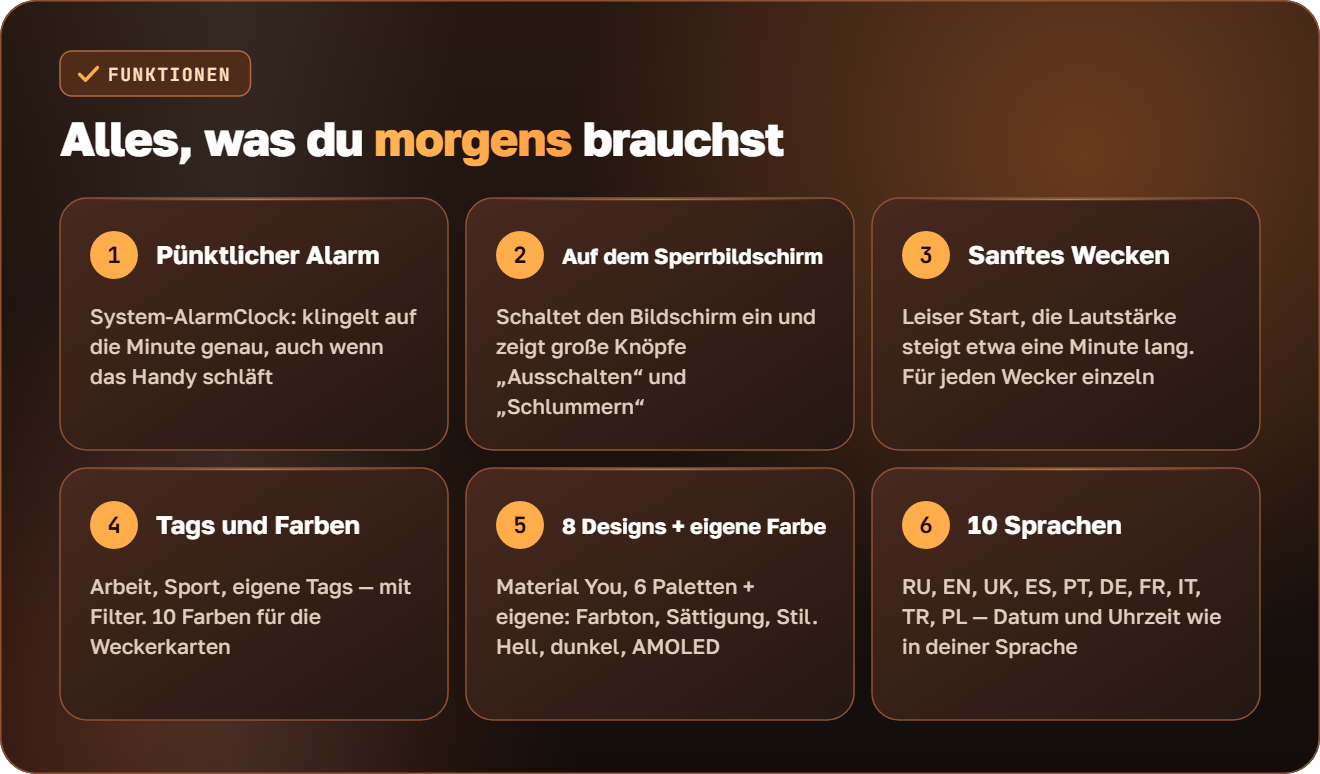 FUNKTIONEN
Alles, was du morgens brauchst
1 Pünktlicher Alarm
System-AlarmClock: klingelt auf
die Minute genau, auch wenn
das Handy schläft
2 Auf dem Sperrbildschirm
Schaltet den Bildschirm ein und
zeigt große Knöpfe
„Ausschalten“ und
„Schlummern“
3 Sanftes Wecken
Leiser Start, die Lautstärke
steigt etwa eine Minute lang.
Für jeden Wecker einzeln
4 Tags und Farben
Arbeit, Sport, eigene Tags — mit
Filter. 10 Farben für die
Weckerkarten
5 8 Designs + eigene Farbe
Material You, 6 Paletten +
eigene: Farbton, Sättigung, Stil.
Hell, dunkel, AMOLED
6 10 Sprachen
RU, EN, UK, ES, PT, DE, FR, IT,
TR, PL — Datum und Uhrzeit wie
in deiner Sprache